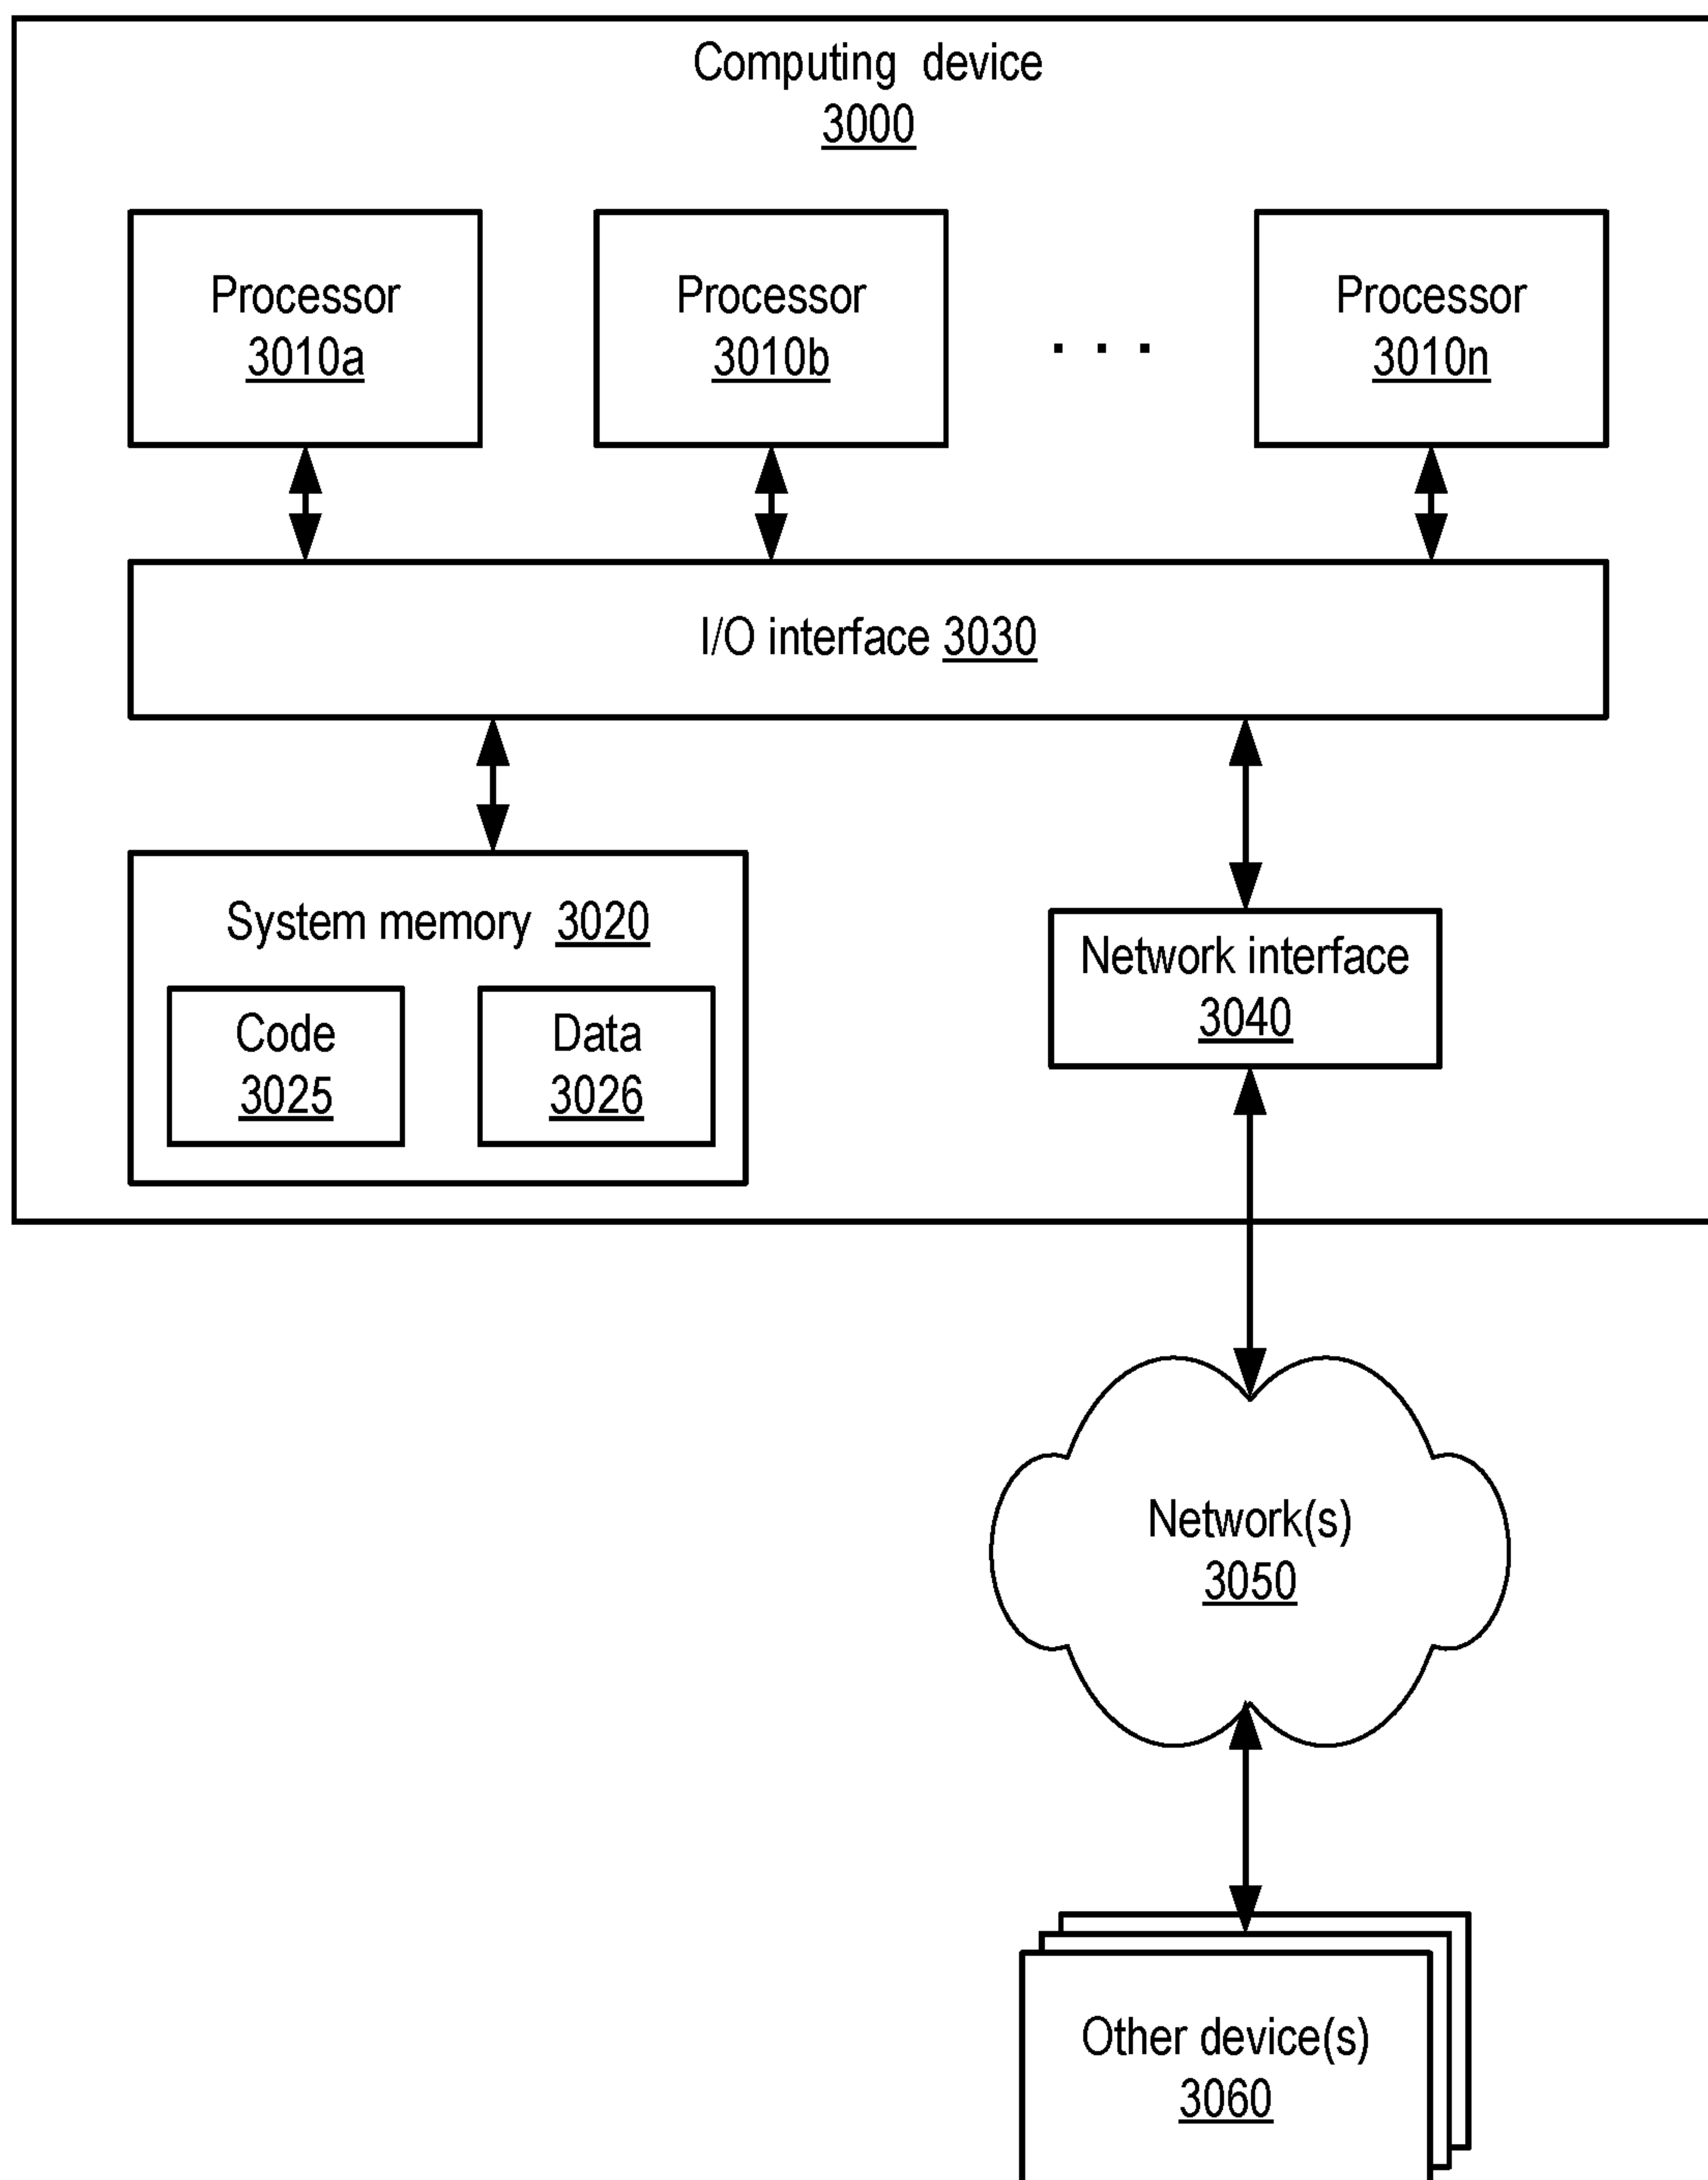 Computing device
3000
Processor
3010a
Processor
3010b
. . .
Processor
3010n
I/O interface 3030
System memory 3020
Code
3025
Data
3026
Network interface
3040
Network(s)
3050
Other device(s)
3060